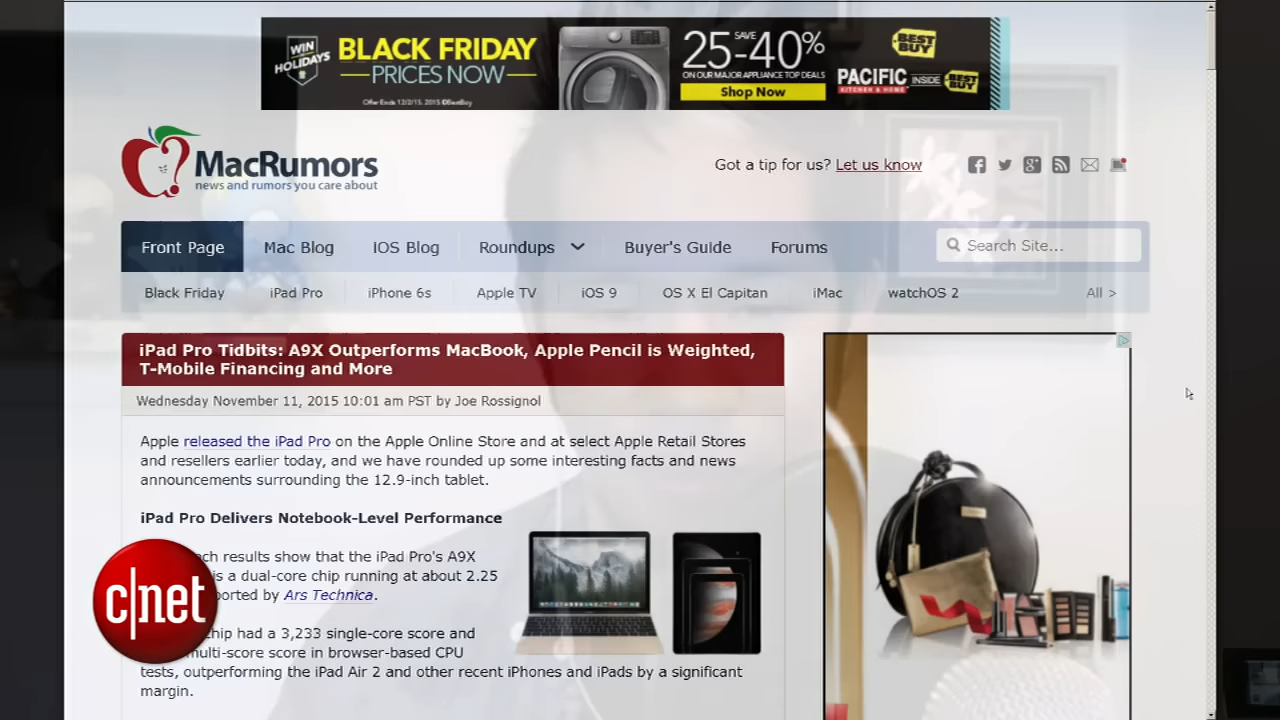 WIN
HOLIDAYS
BLACK FRIDAY
PRICES NOW
Offer Ends 12/2/15. 2015 ©BestBuy
SAVE
25-40%
ON OUR MAJOR APPLIANCE TOP DEALS
Shop Now
BEST
BUY
PACIFIC
KITCHEN & HOME
INSIDE
BEST
BUY
MacRumors
news and rumors you care about
Got a tip for us? Let us know
Front Page
Mac Blog
IOS Blog
Roundups
Buyer's Guide
Forums
Search Site...
Black Friday
iPad Pro
iPhone 6s
Apple TV
iOS 9
OS X El Capitan
iMac
watchOS 2
All >
iPad Pro Tidbits: A9X Outperforms MacBook, Apple Pencil is Weighted,
T-Mobile Financing and More
Wednesday November 11, 2015 10:01 am PST by Joe Rossignol
Apple released the iPad Pro on the Apple Online Store and at select Apple Retail Stores
and resellers earlier today, and we have rounded up some interesting facts and news
announcements surrounding the 12.9-inch tablet.
iPad Pro Delivers Notebook-Level Performance
ch results show that the iPad Pro's A9X
is a dual-core chip running at about 2.25
ported by Ars Technica.
chip had a 3,233 single-core score and
multi-score score in browser-based CPU
tests, outperforming the iPad Air 2 and other recent iPhones and iPads by a significant
margin.
c|net